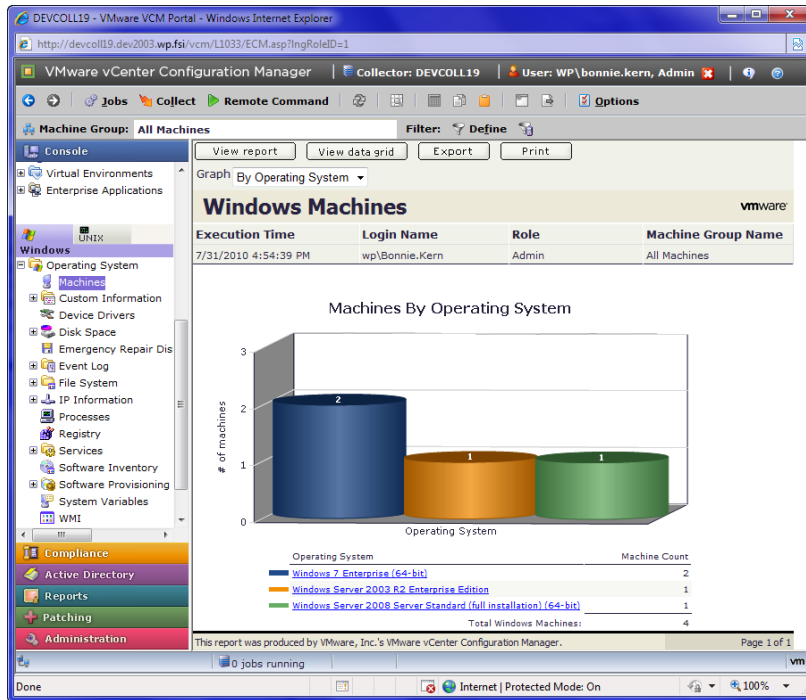 DEVCOLL19 - VMware VCM Portal - Windows Internet Explorer
http://devcoll19.dev2003.wp.fsi/vcm/L1033/ECM.asp?lngRoleID=1
VMware vCenter Configuration Manager | Collector: DEVCOLL19 | User: WP\bonnie.kern, Admin
Jobs Collect Remote Command Options
Machine Group: All Machines Filter: Define
Console
View report View data grid Export Print
Virtual Environments
Enterprise Applications
Graph By Operating System
Windows Machines vmware
UNIX
Windows
Execution Time Login Name Role Machine Group Name
7/31/2010 4:54:39 PM wp\Bonnie.Kern Admin All Machines
Operating System
Machines
Custom Information
Device Drivers
Disk Space
Emergency Repair Dis
Event Log
File System
IP Information
Processes
Registry
Services
Software Inventory
Software Provisioning
System Variables
WMI
Machines By Operating System
# of machines
3
2
1
0
2
1
1
Operating System
Operating System Machine Count
Windows 7 Enterprise (64-bit) 2
Windows Server 2003 R2 Enterprise Edition 1
Windows Server 2008 Server Standard (full installation) (64-bit) 1
Total Windows Machines: 4
Compliance
Active Directory
Reports
Patching
Administration
This report was produced by VMware, Inc.'s VMware vCenter Configuration Manager. Page 1 of 1
0 jobs running vm
Done Internet | Protected Mode: On 100%